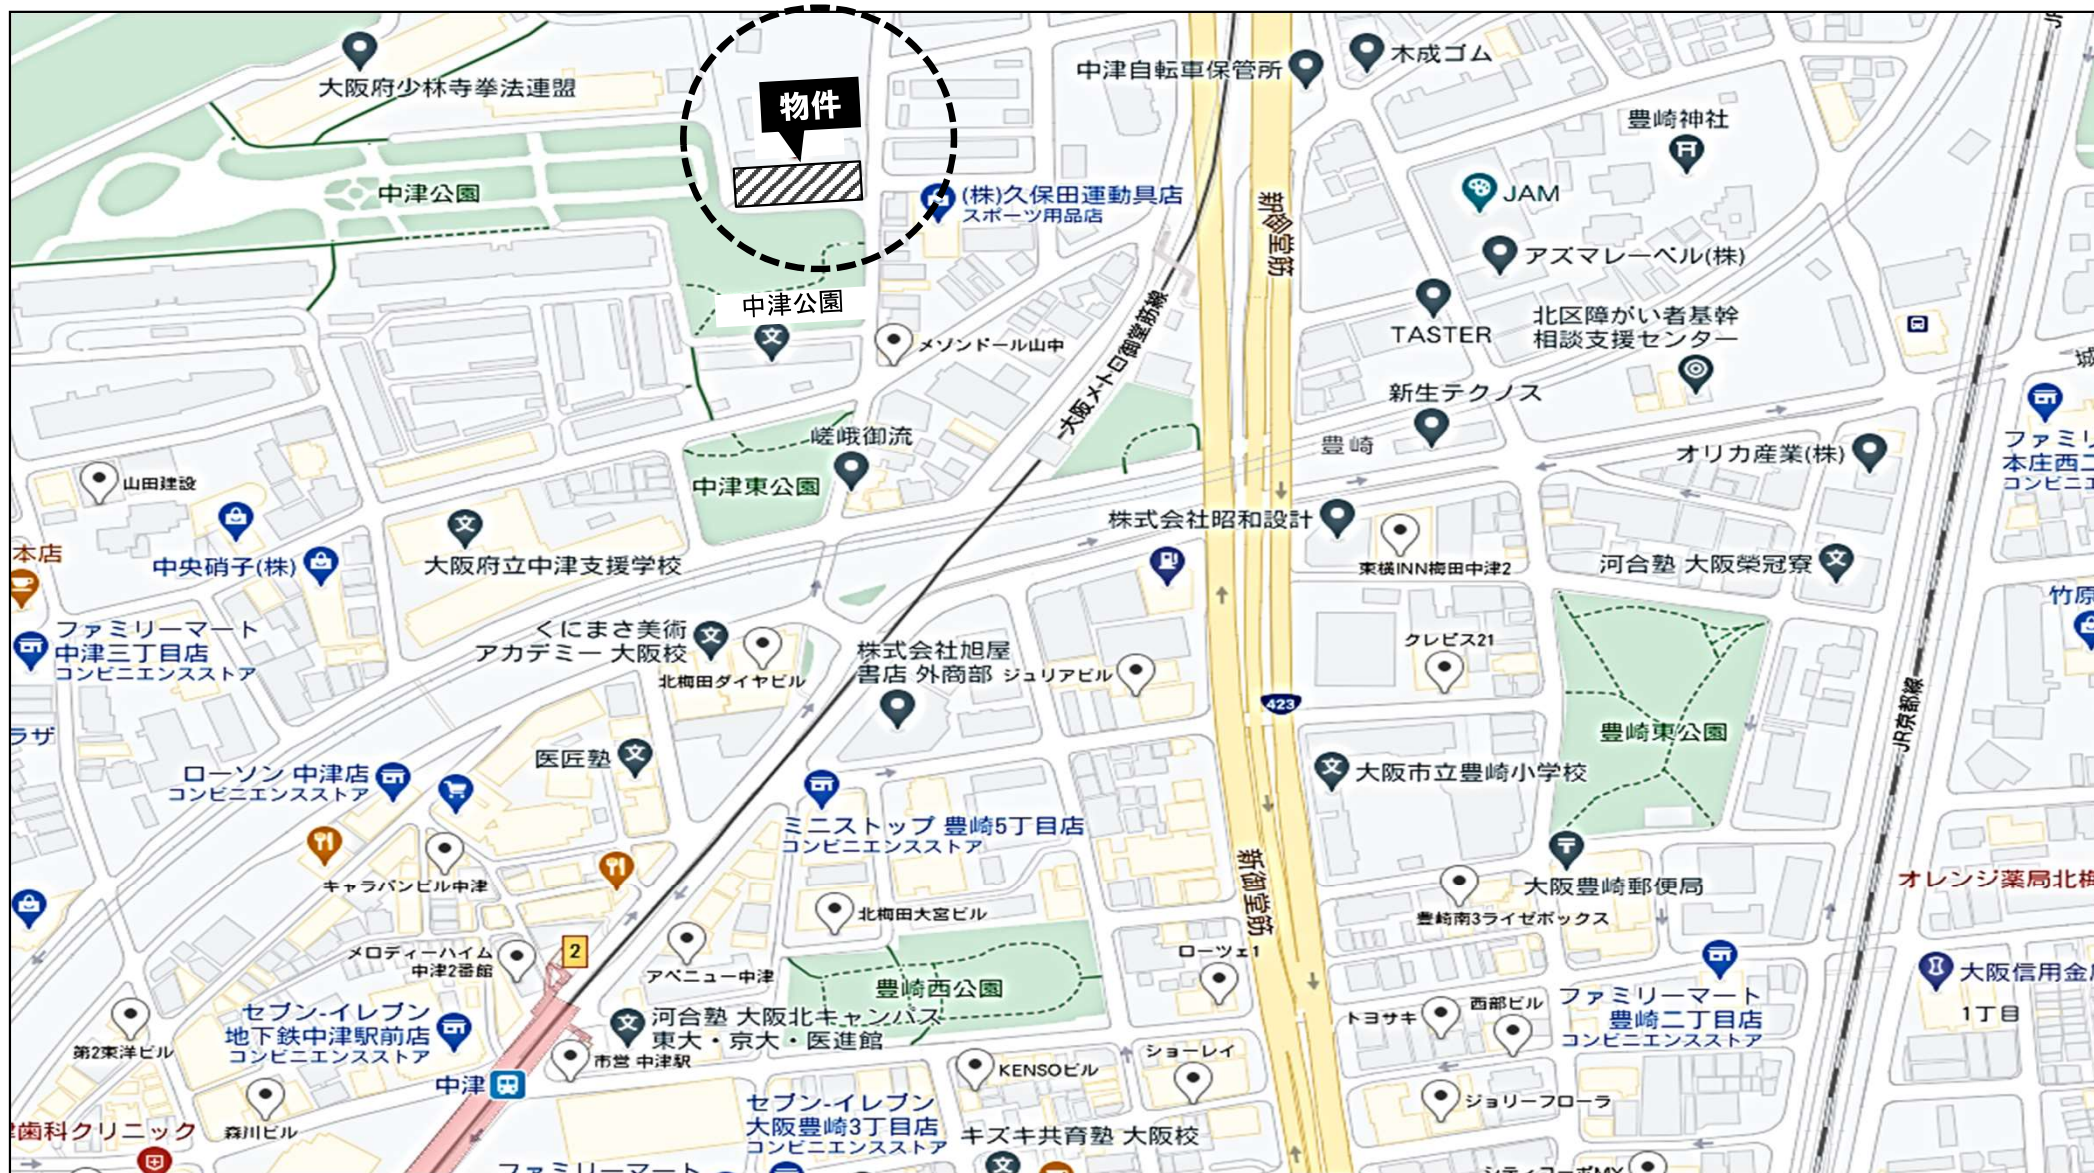 大阪府少林寺拳法連盟
物件
中津自転車保管所
木成ゴム
豊崎神社
中津公園
(株)久保田運動具店
スポーツ用品店
新御堂筋
JAM
アズマレーベル(株)
中津公園
大阪メトロ御堂筋線
TASTER
北区障がい者基幹
相談支援センター
メゾンドール山中
新生テクノス
嵯峨御流
豊崎
オリカ産業(株)
ファミリ
本庄西二
コンビニエ
山田建設
中津東公園
中央硝子(株)
大阪府立中津支援学校
株式会社昭和設計
東横INN梅田中津2
河合塾 大阪榮冠寮
本店
竹原
ファミリーマート
中津三丁目店
コンビニエンスストア
くにまさ美術
アカデミー 大阪校
北梅田ダイヤビル
株式会社旭屋
書店 外商部
ジュリアビル
クレビス21
423
JR京都線
豊崎東公園
ラザ
ローソン 中津店
コンビニエンスストア
医匠塾
大阪市立豊崎小学校
ミニストップ 豊崎5丁目店
コンビニエンスストア
新御堂筋
キャラバンビル中津
大阪豊崎郵便局
オレンジ薬局北梅
北梅田大宮ビル
豊崎南3ライゼボックス
メロディーハイム
中津2番館
2
アベニュー中津
ローツェ1
豊崎西公園
大阪信用金庫
1丁目
セブン-イレブン
地下鉄中津駅前店
コンビニエンスストア
河合塾 大阪北キャンパス
東大・京大・医進館
トヨサキ
西部ビル
ファミリーマート
豊崎二丁目店
コンビニエンスストア
第2東洋ビル
市営 中津駅
ショーレイ
KENSOビル
中津
セブン-イレブン
大阪豊崎3丁目店
コンビニエンスストア
ジョリーフローラ
歯科クリニック
森川ビル
キズキ共育塾 大阪校
ファミリーマート